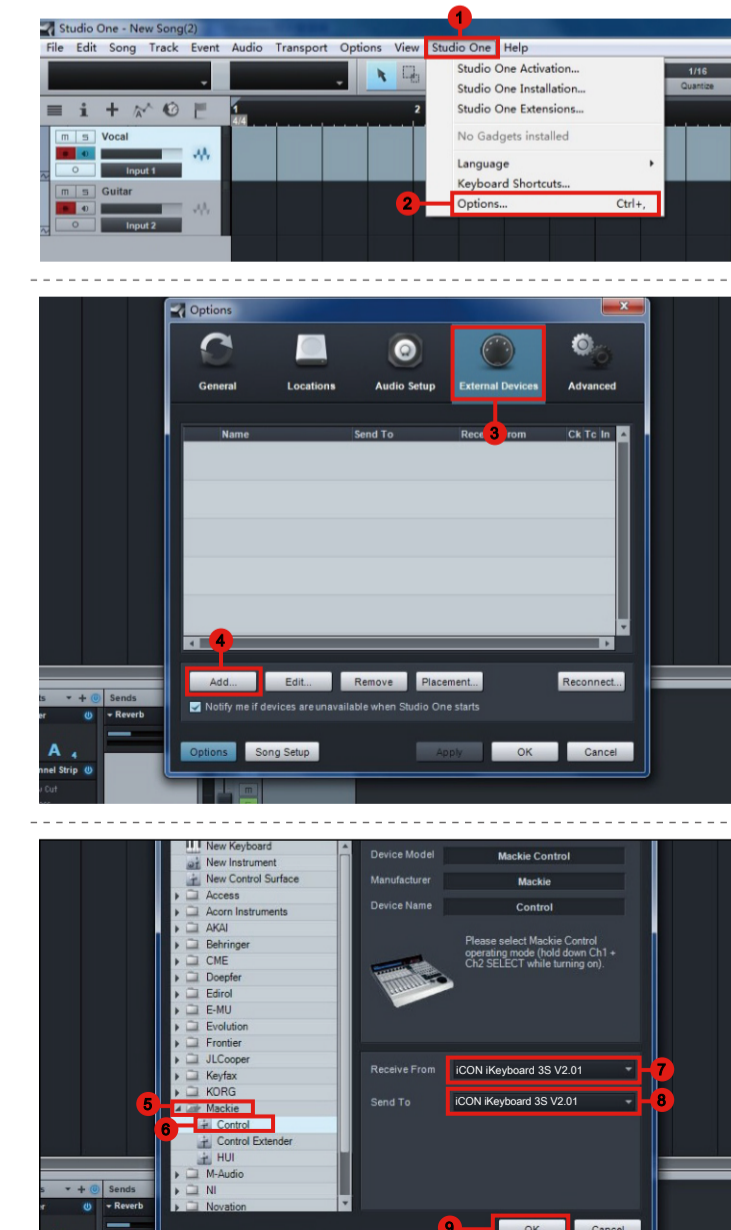 Studio One - New Song(2)
1
File Edit Song Track Event Audio Transport Options View Studio One Help
Studio One Activation...
1/16
Studio One Installation...
Quantize
Studio One Extensions...
1
2
4/4
m s Vocal
No Gadgets installed
Input 1
Language
m s Guitar
Keyboard Shortcuts...
2
Options... Ctrl+,
Input 2
Options
General Locations Audio Setup External Devices Advanced
3
Name Send To Receive From Ck Tc In
4
Add... Edit... Remove Placement... Reconnect...
Notify me if devices are unavailable when Studio One starts
Sends
Reverb
A 4
Options Song Setup Apply OK Cancel
nnel Strip
Cut
m
New Keyboard
New Instrument
New Control Surface
Access
Acorn Instruments
AKAI
Behringer
CME
Doepfer
Edirol
E-MU
Evolution
Frontier
JLCooper
Keyfax
KORG
5
Mackie
6
Control
Control Extender
HUI
M-Audio
NI
Novation
Device Model Mackie Control
Manufacturer Mackie
Device Name Control
Please select Mackie Control
operating mode (hold down Ch1 +
Ch2 SELECT while turning on).
Receive From iCON iKeyboard 3S V2.01
7
Send To iCON iKeyboard 3S V2.01
8
Sends
Reverb
9
OK Cancel